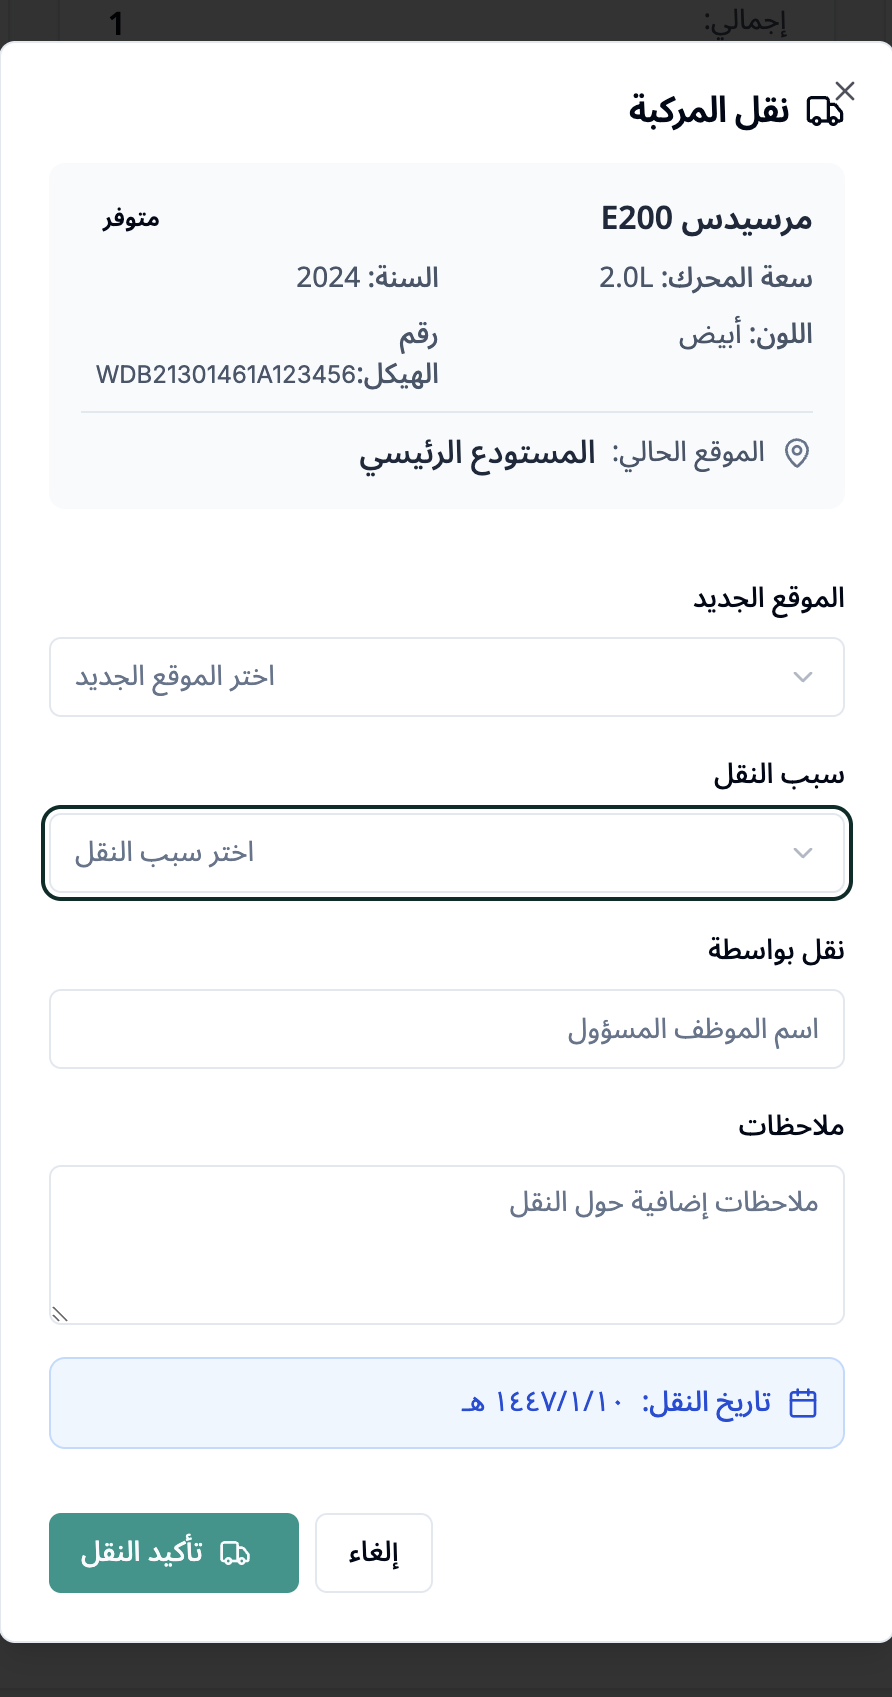 إجمالي: 1
نقل المركبة
مرسيدس E200
متوفر
سعة المحرك: 2.0L
السنة: 2024
اللون: أبيض
رقم
الهيكل:WDB21301461A123456
الموقع الحالي: المستودع الرئيسي
الموقع الجديد
اختر الموقع الجديد
سبب النقل
اختر سبب النقل
نقل بواسطة
اسم الموظف المسؤول
ملاحظات
ملاحظات إضافية حول النقل
تاريخ النقل: ١٤٤٧/١/١٠ هـ
إلغاء
تأكيد النقل